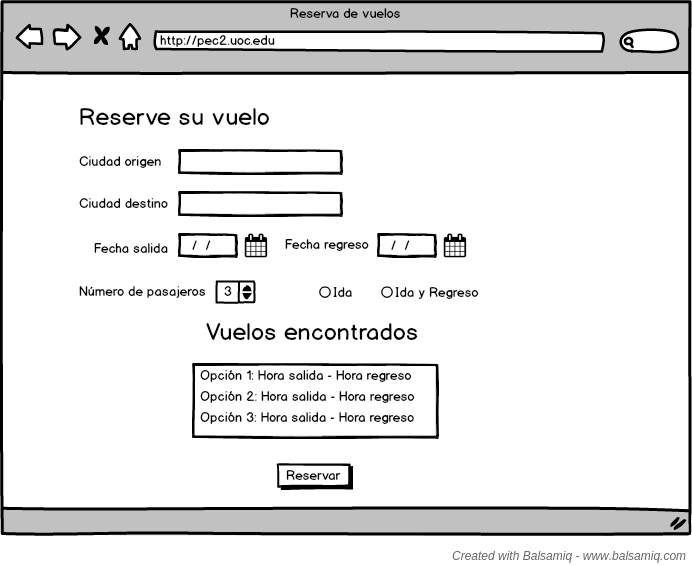 Reserva de vuelos
http://pec2.uoc.edu
Reserve su vuelo
Ciudad origen
Ciudad destino
Fecha salida / / Fecha regreso / /
Número de pasajeros 3 Ida Ida y Regreso
Vuelos encontrados
Opción 1: Hora salida - Hora regreso
Opción 2: Hora salida - Hora regreso
Opción 3: Hora salida - Hora regreso
Reservar
Created with Balsamiq - www.balsamiq.com